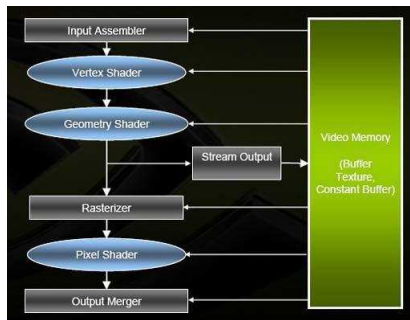 Input Assembler
Vertex Shader
Geometry Shader
Stream Output
Rasterizer
Pixel Shader
Output Merger
Video Memory
(Buffer
Texture,
Constant Buffer)